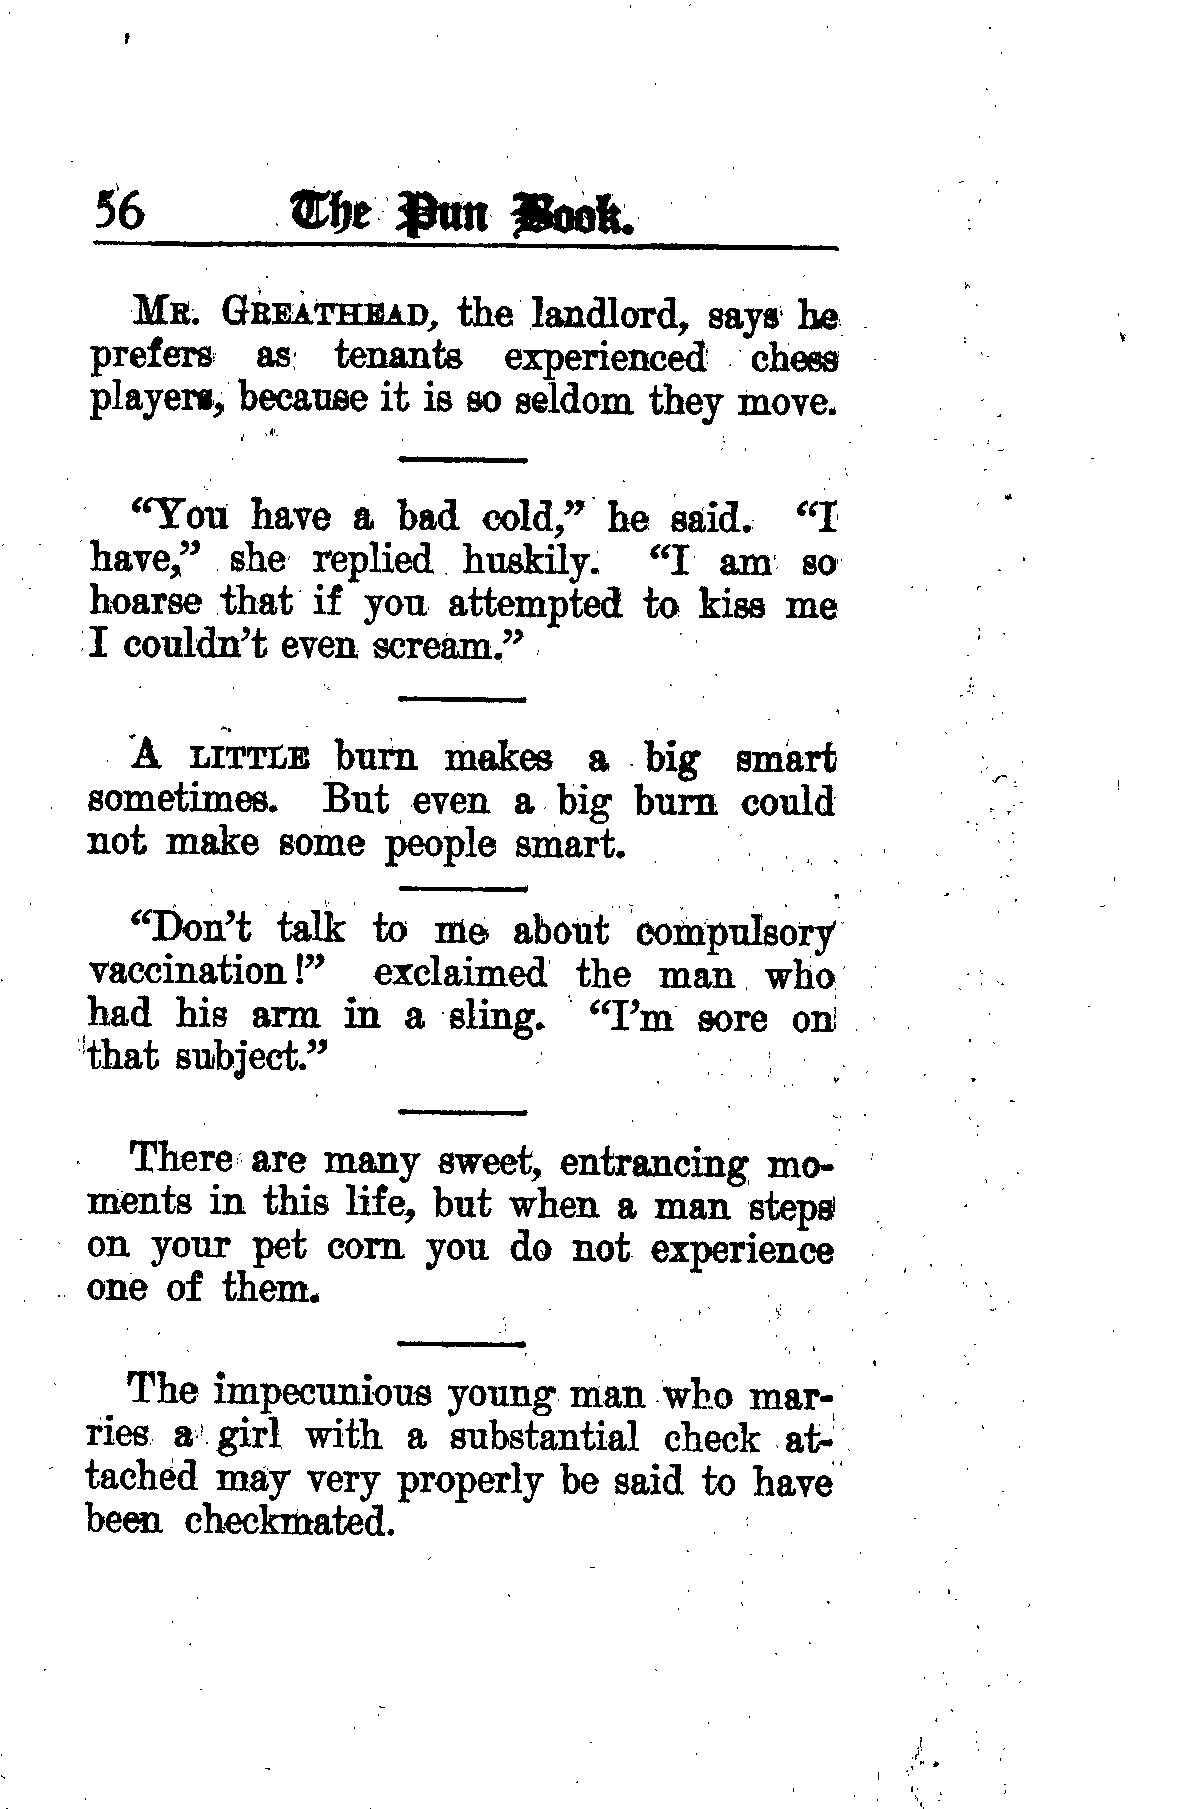 56 The Pun Book.
Mr. Greathead, the landlord, says he
prefers as tenants experienced chess
players, because it is so seldom they move.
“You have a bad cold,” he said. “I
have,” she replied huskily. “I am so
hoarse that if you attempted to kiss me
I couldn’t even scream.”
A LITTLE burn makes a big smart
sometimes. But even a big burn could
not make some people smart.
“Don’t talk to me about compulsory
vaccination!” exclaimed the man who
had his arm in a sling. “I’m sore on
that subject.”
There are many sweet, entrancing mo-
ments in this life, but when a man steps
on your pet corn you do not experience
one of them.
The impecunious young man who mar-
ries a girl with a substantial check at-
tached may very properly be said to have
been checkmated.